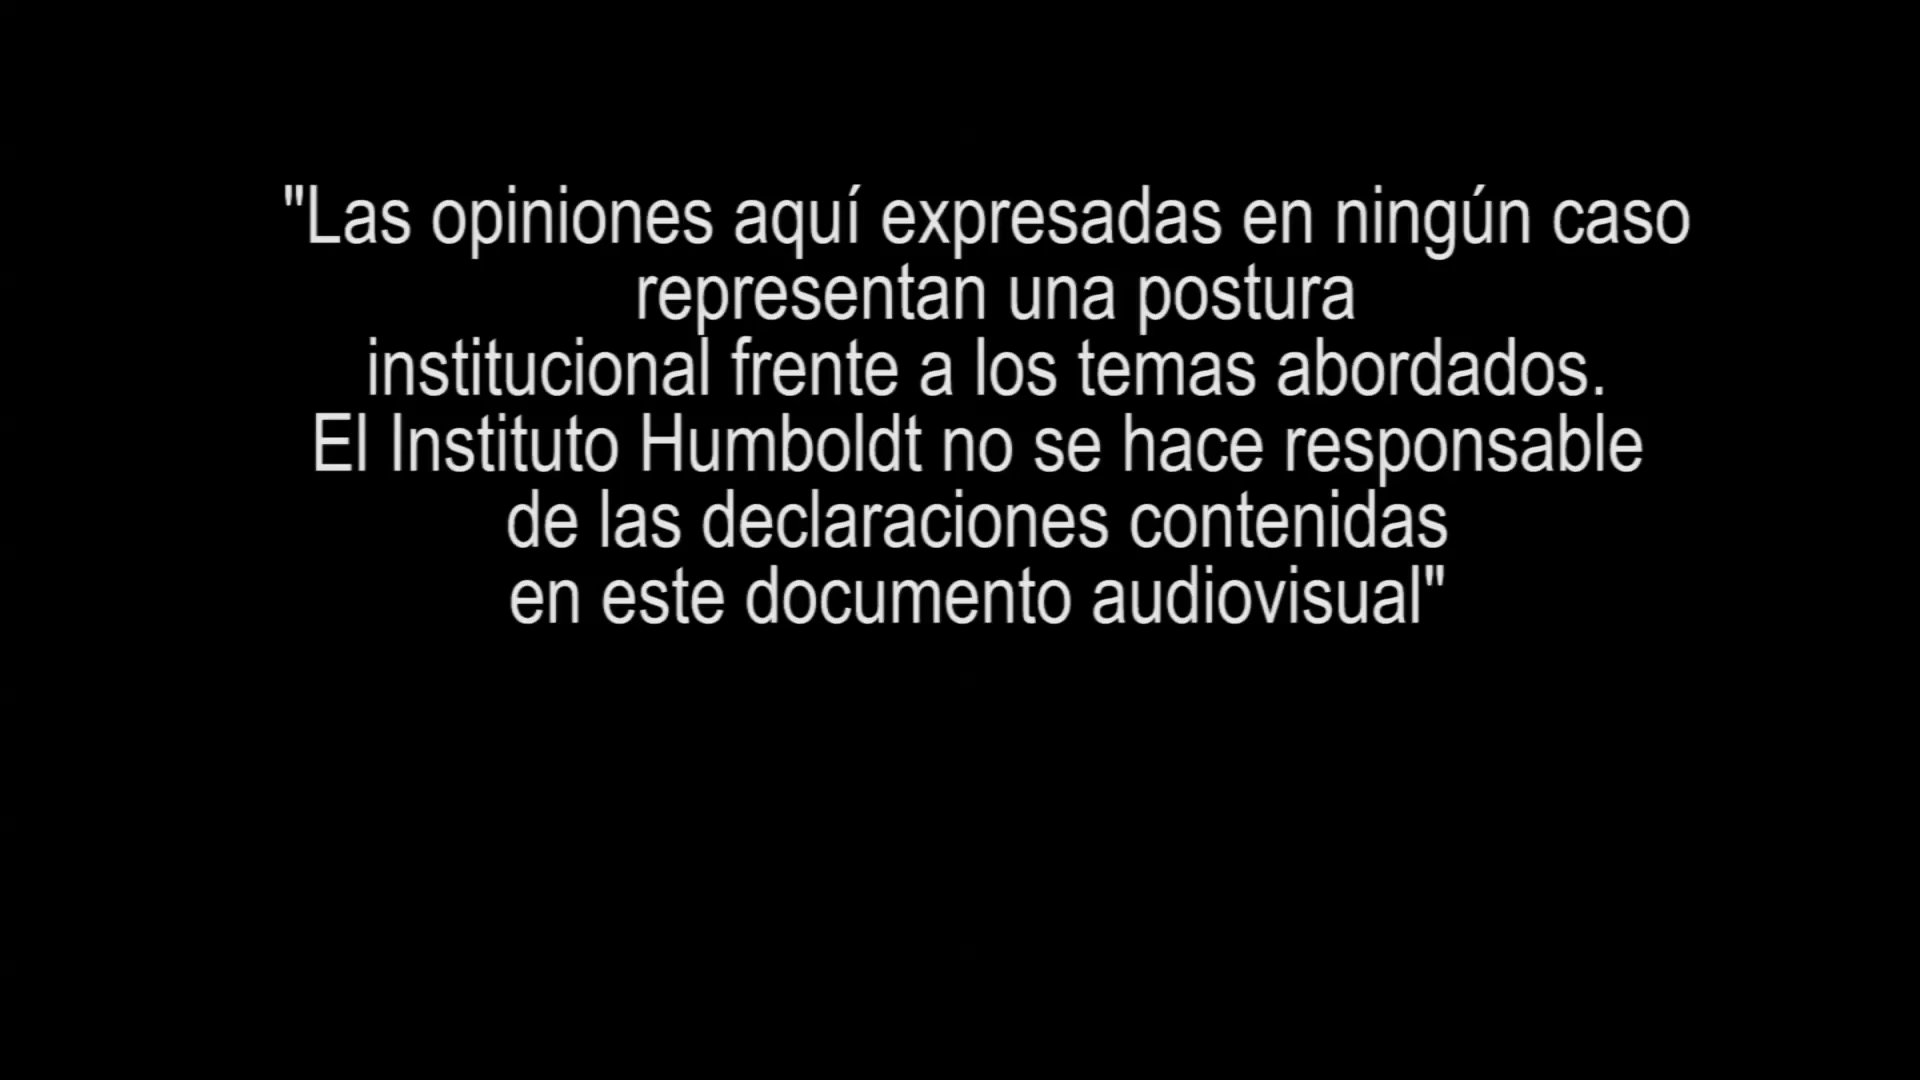 "Las opiniones aquí expresadas en ningún caso
representan una postura
institucional frente a los temas abordados.
El Instituto Humboldt no se hace responsable
de las declaraciones contenidas
en este documento audiovisual"